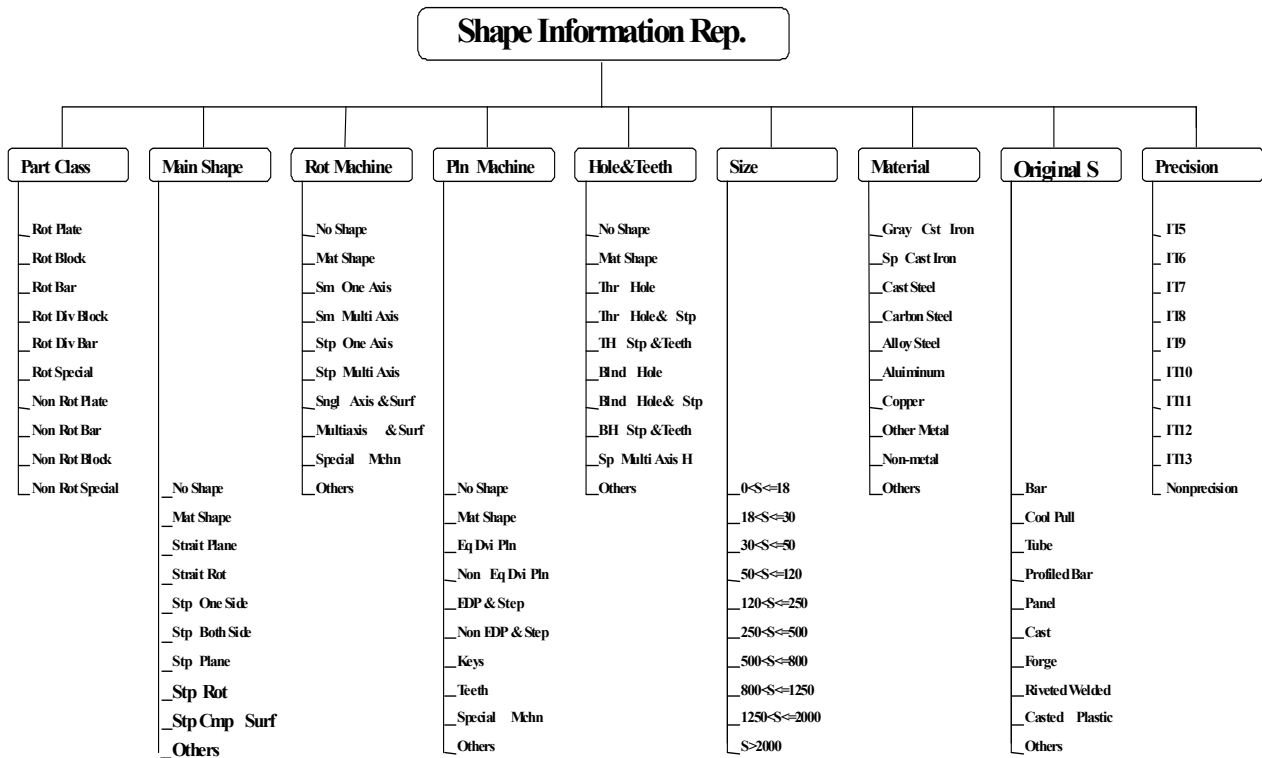 Shape Information Rep.
Part Class
Main Shape
Rot Machine
Pln Machine
Hole&Teeth
Size
Material
Original S
Precision
Rot Plate
Rot Block
Rot Bar
Rot Div Block
Rot Div Bar
Rot Special
Non Rot Plate
Non Rot Bar
Non Rot Block
Non Rot Special
No Shape
Mat Shape
Strait Plane
Strait Rot
Stp One Side
Stp Both Side
Stp Plane
Stp Rot
Stp Cmp Surf
Others
No Shape
Mat Shape
Sm One Axis
Sm Multi Axis
Stp One Axis
Stp Multi Axis
Sngl Axis & Surf
Multiaxis & Surf
Special Mchn
Others
No Shape
Mat Shape
Eq Dvi Pln
Non Eq Dvi Pln
EDP & Step
Non EDP & Step
Keys
Teeth
Special Mchn
Others
No Shape
Mat Shape
Thr Hole
Thr Hole & Stp
TH Stp & Teeth
Blnd Hole
Blnd Hole & Stp
BH Stp & Teeth
Sp Multi Axis H
Others
0<S<=18
18<S<=30
30<S<=50
50<S<=120
120<S<=250
250<S<=500
500<S<=800
800<S<=1250
1250<S<=2000
S>2000
Gray Cst Iron
Sp Cast Iron
Cast Steel
Carbon Steel
Alloy Steel
Aluiminum
Copper
Other Metal
Non-metal
Others
Bar
Cool Pull
Tube
Profiled Bar
Panel
Cast
Forge
Riveted Welded
Casted Plastic
Others
IT5
IT6
IT7
IT8
IT9
IT10
IT11
IT12
IT13
Nonprecision